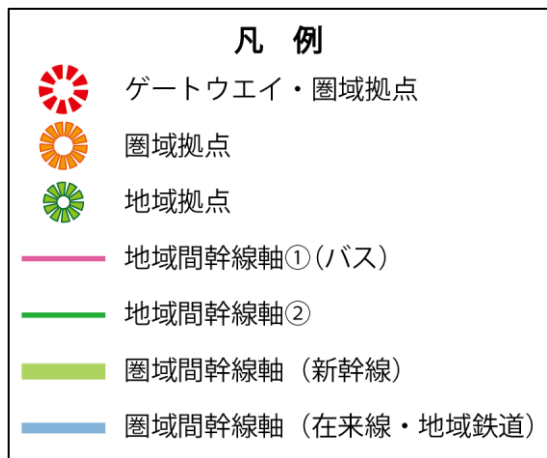 凡 例
ゲートウエイ・圏域拠点
圏域拠点
地域拠点
地域間幹線軸①(バス)
地域間幹線軸②
圏域間幹線軸（新幹線）
圏域間幹線軸（在来線・地域鉄道）